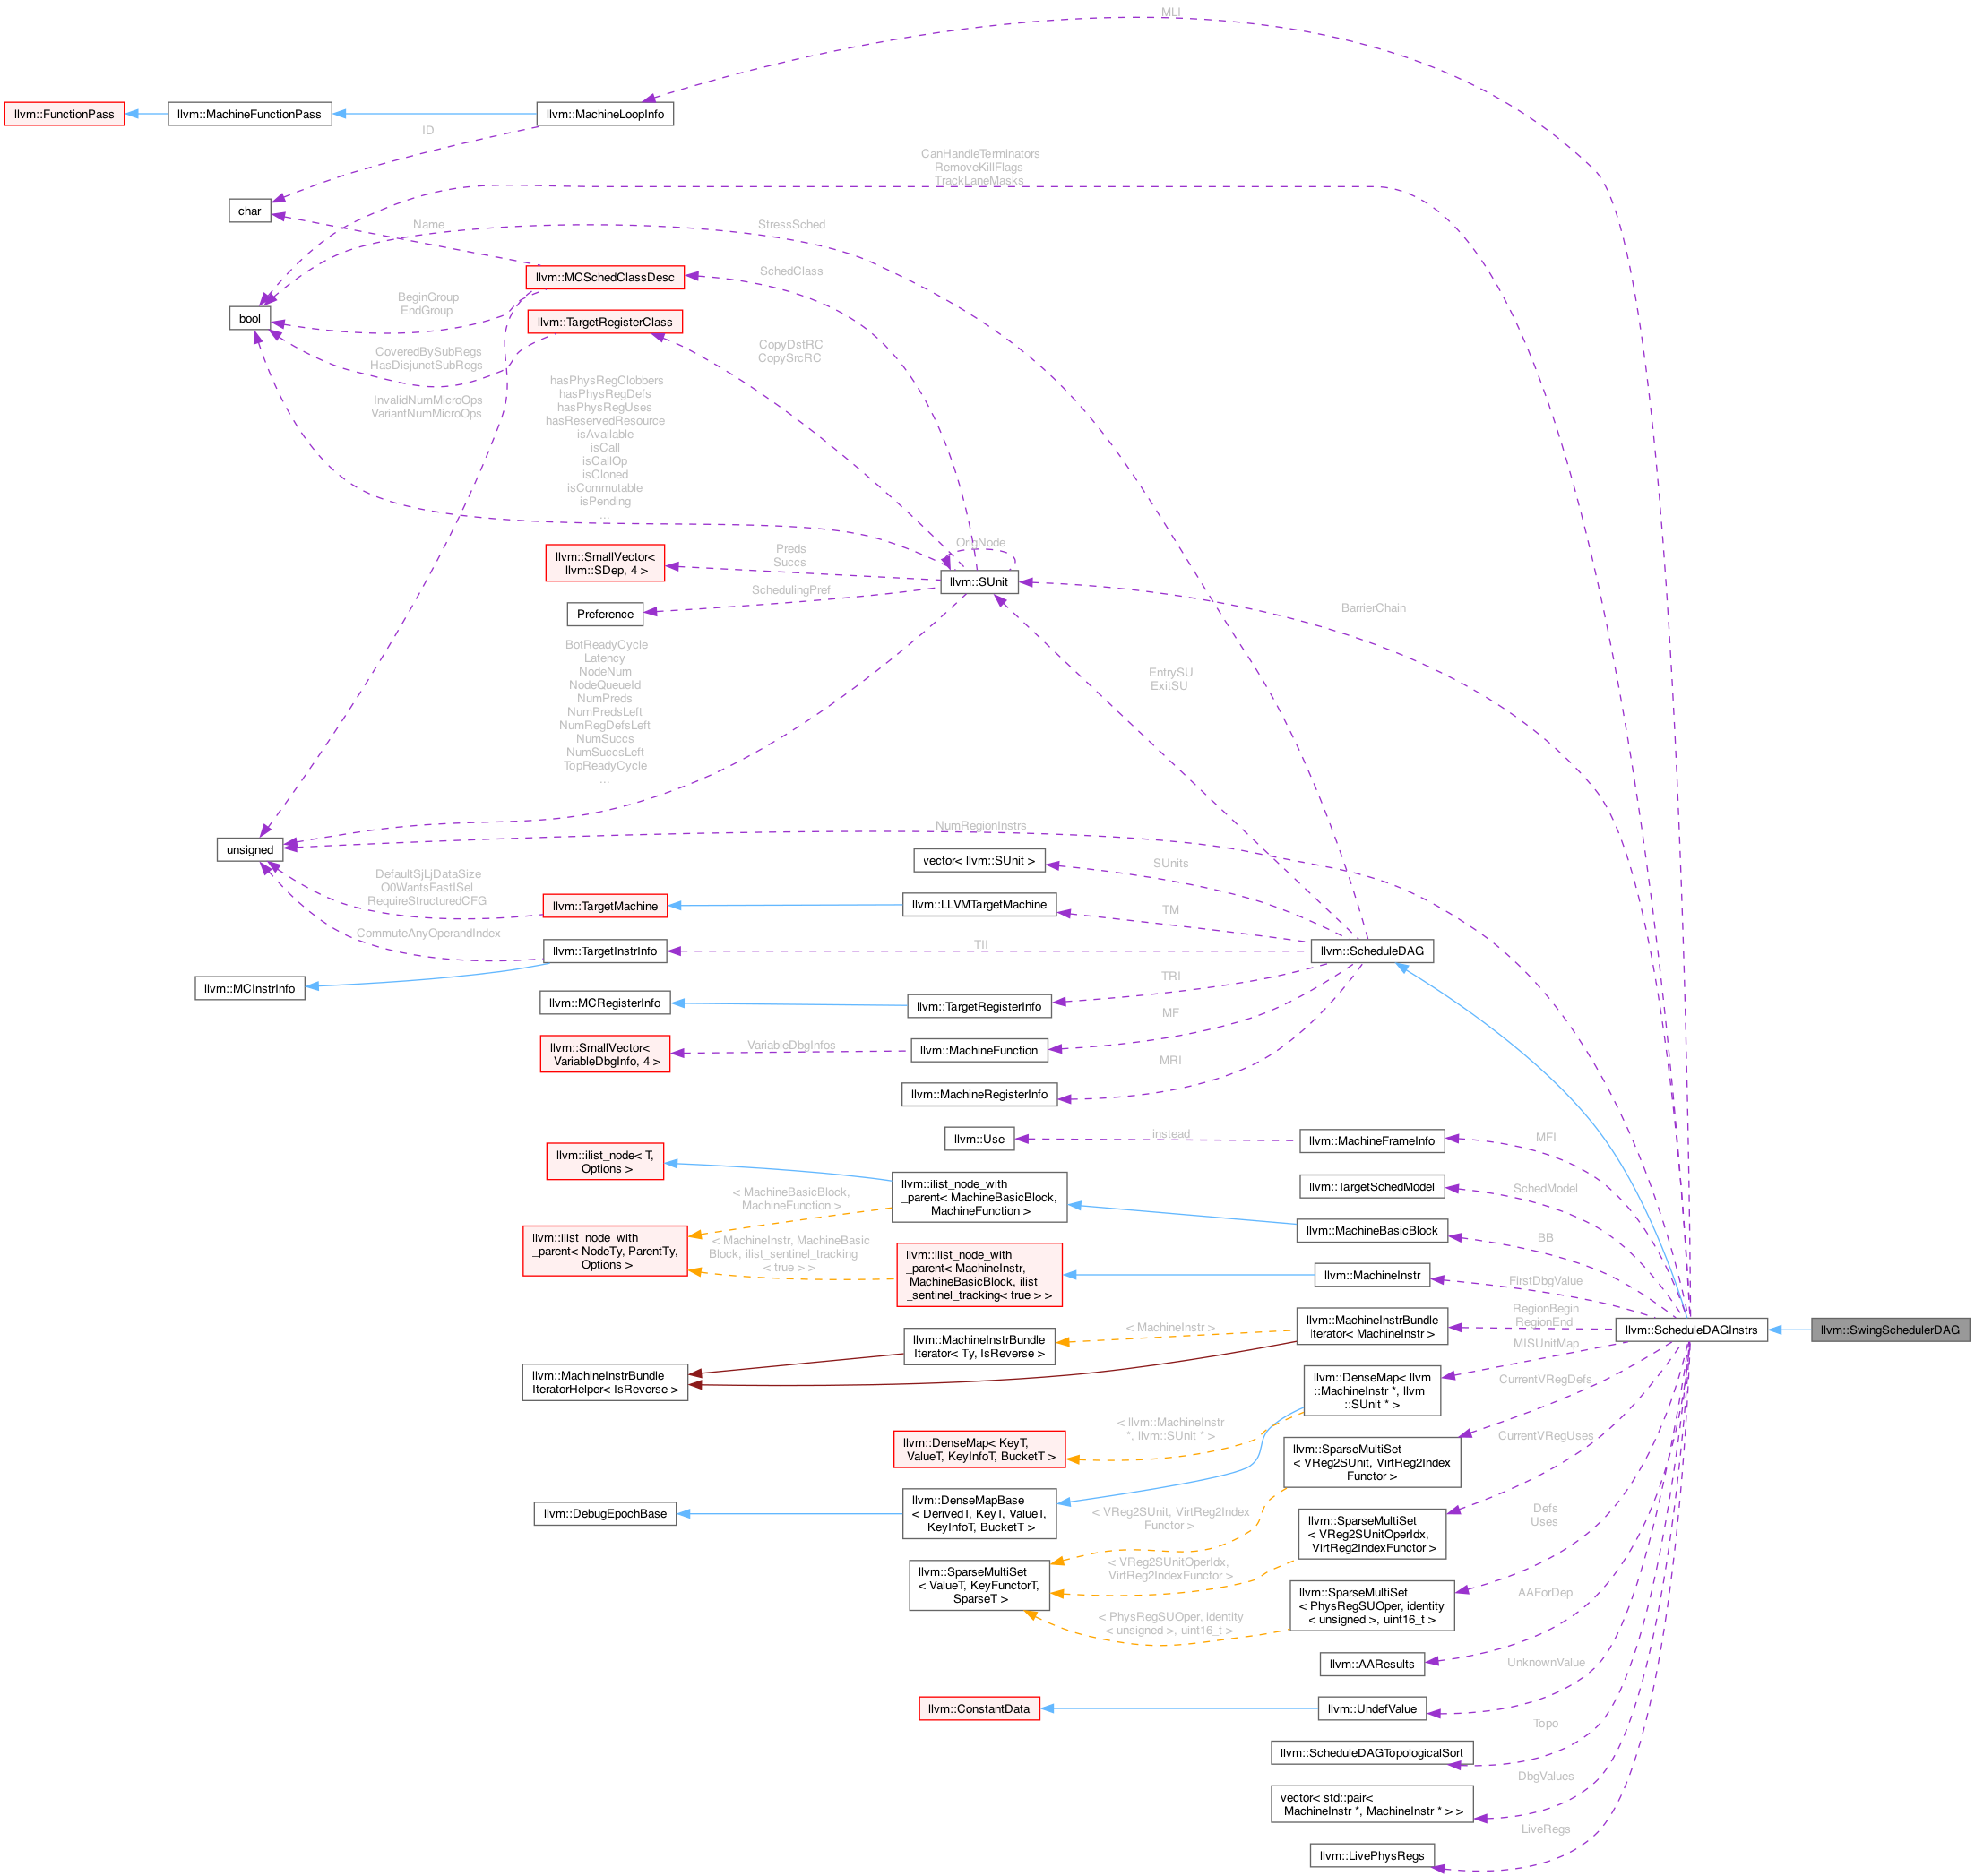 MLI
llvm::FunctionPass
llvm::MachineFunctionPass
llvm::MachineLoopInfo
ID
CanHandleTerminators
RemoveKillFlags
TrackLaneMasks
char
Name
StressSched
llvm::MCSchedClassDesc
SchedClass
BeginGroup
EndGroup
bool
llvm::TargetRegisterClass
CopyDstRC
CopySrcRC
CoveredBySubRegs
HasDisjunctSubRegs
InvalidNumMicroOps
VariantNumMicroOps
hasPhysRegClobbers
hasPhysRegDefs
hasPhysRegUses
hasReservedResource
isAvailable
isCall
isCallOp
isCloned
isCommutable
isPending
...
OrigNode
llvm::SmallVector<
llvm::SDep, 4 >
Preds
Succs
llvm::SUnit
SchedulingPref
Preference
BarrierChain
BotReadyCycle
Latency
NodeNum
NodeQueueId
NumPreds
NumPredsLeft
NumRegDefsLeft
NumSuccs
NumSuccsLeft
TopReadyCycle
...
EntrySU
ExitSU
NumRegionInstrs
unsigned
vector< llvm::SUnit >
SUnits
DefaultSjLjDataSize
O0WantsFastISel
RequireStructuredCFG
llvm::TargetMachine
llvm::LLVMTargetMachine
TM
CommuteAnyOperandIndex
llvm::TargetInstrInfo
TII
llvm::ScheduleDAG
llvm::MCInstrInfo
llvm::MCRegisterInfo
llvm::TargetRegisterInfo
TRI
MF
llvm::SmallVector<
VariableDbgInfo, 4 >
VariableDbgInfos
llvm::MachineFunction
MRI
llvm::MachineRegisterInfo
llvm::Use
instead
llvm::MachineFrameInfo
MFI
llvm::ilist_node< T,
Options >
llvm::TargetSchedModel
SchedModel
< MachineBasicBlock,
MachineFunction >
llvm::ilist_node_with
_parent< MachineBasicBlock,
MachineFunction >
llvm::MachineBasicBlock
BB
llvm::ilist_node_with
_parent< NodeTy, ParentTy,
Options >
< MachineInstr, MachineBasic
Block, ilist_sentinel_tracking
< true > >
llvm::ilist_node_with
_parent< MachineInstr,
MachineBasicBlock, ilist
_sentinel_tracking< true > >
llvm::MachineInstr
FirstDbgValue
RegionBegin
RegionEnd
< MachineInstr >
llvm::MachineInstrBundle
Iterator< MachineInstr >
llvm::ScheduleDAGInstrs
llvm::SwingSchedulerDAG
llvm::MachineInstrBundle
Iterator< Ty, IsReverse >
MISUnitMap
llvm::MachineInstrBundle
IteratorHelper< IsReverse >
llvm::DenseMap< llvm
::MachineInstr *, llvm
::SUnit * >
CurrentVRegDefs
< llvm::MachineInstr
*, llvm::SUnit * >
llvm::DenseMap< KeyT,
ValueT, KeyInfoT, BucketT >
llvm::SparseMultiSet
< VReg2SUnit, VirtReg2Index
Functor >
CurrentVRegUses
llvm::DebugEpochBase
llvm::DenseMapBase
< DerivedT, KeyT, ValueT,
KeyInfoT, BucketT >
< VReg2SUnit, VirtReg2Index
Functor >
llvm::SparseMultiSet
< VReg2SUnitOperIdx,
VirtReg2IndexFunctor >
Defs
Uses
llvm::SparseMultiSet
< ValueT, KeyFunctorT,
SparseT >
< VReg2SUnitOperIdx,
VirtReg2IndexFunctor >
llvm::SparseMultiSet
< PhysRegSUOper, identity
< unsigned >, uint16_t >
AAForDep
< PhysRegSUOper, identity
< unsigned >, uint16_t >
llvm::AAResults
UnknownValue
llvm::ConstantData
llvm::UndefValue
Topo
llvm::ScheduleDAGTopologicalSort
DbgValues
vector< std::pair<
MachineInstr *, MachineInstr * > >
LiveRegs
llvm::LivePhysRegs